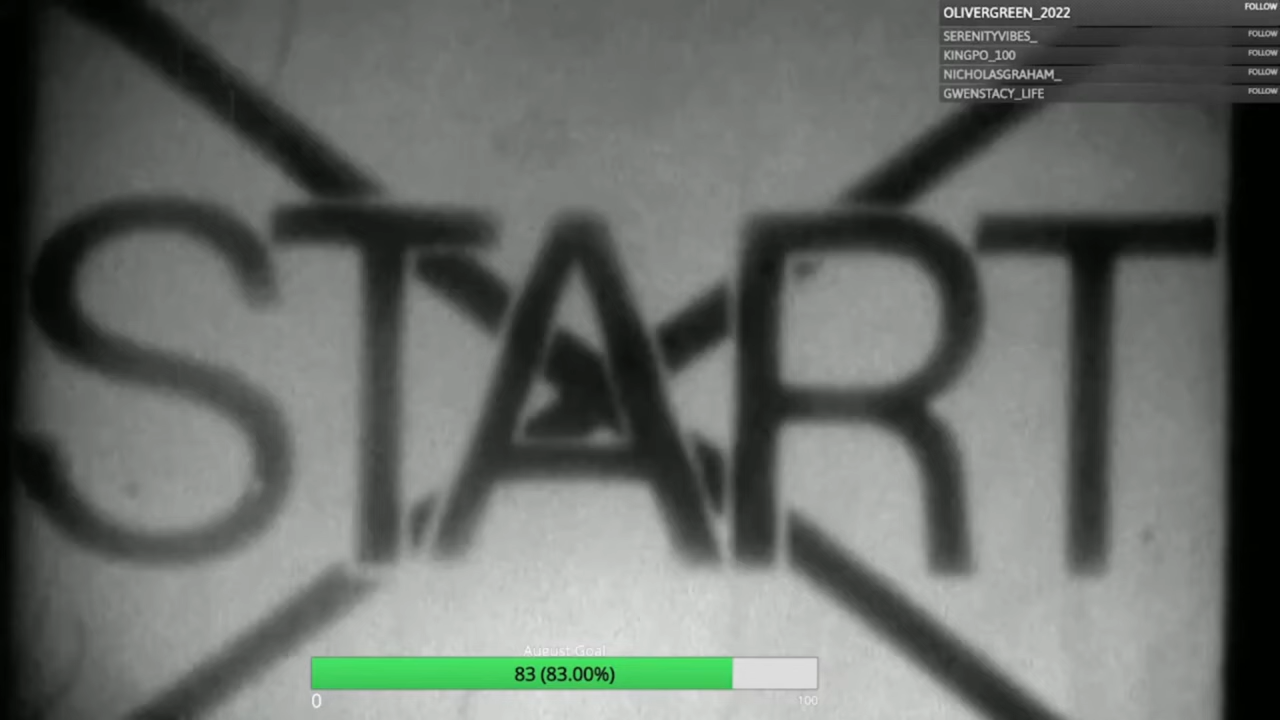 OLIVERGREEN_2022 FOLLOW
SERENITYVIBES_ FOLLOW
KINGPO_100 FOLLOW
NICHOLASGRAHAM_ FOLLOW
GWENSTACY_LIFE FOLLOW
START
August Goal
83 (83.00%)
0 100